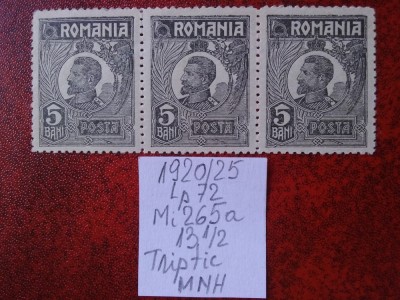 ROMANIA ROMANIA ROMANIA
5 BANI POSTA 5 BANI POSTA 5 BANI POSTA
1920/25
Lp 72
Mi 265a
13 1/2
Triptic
MNH